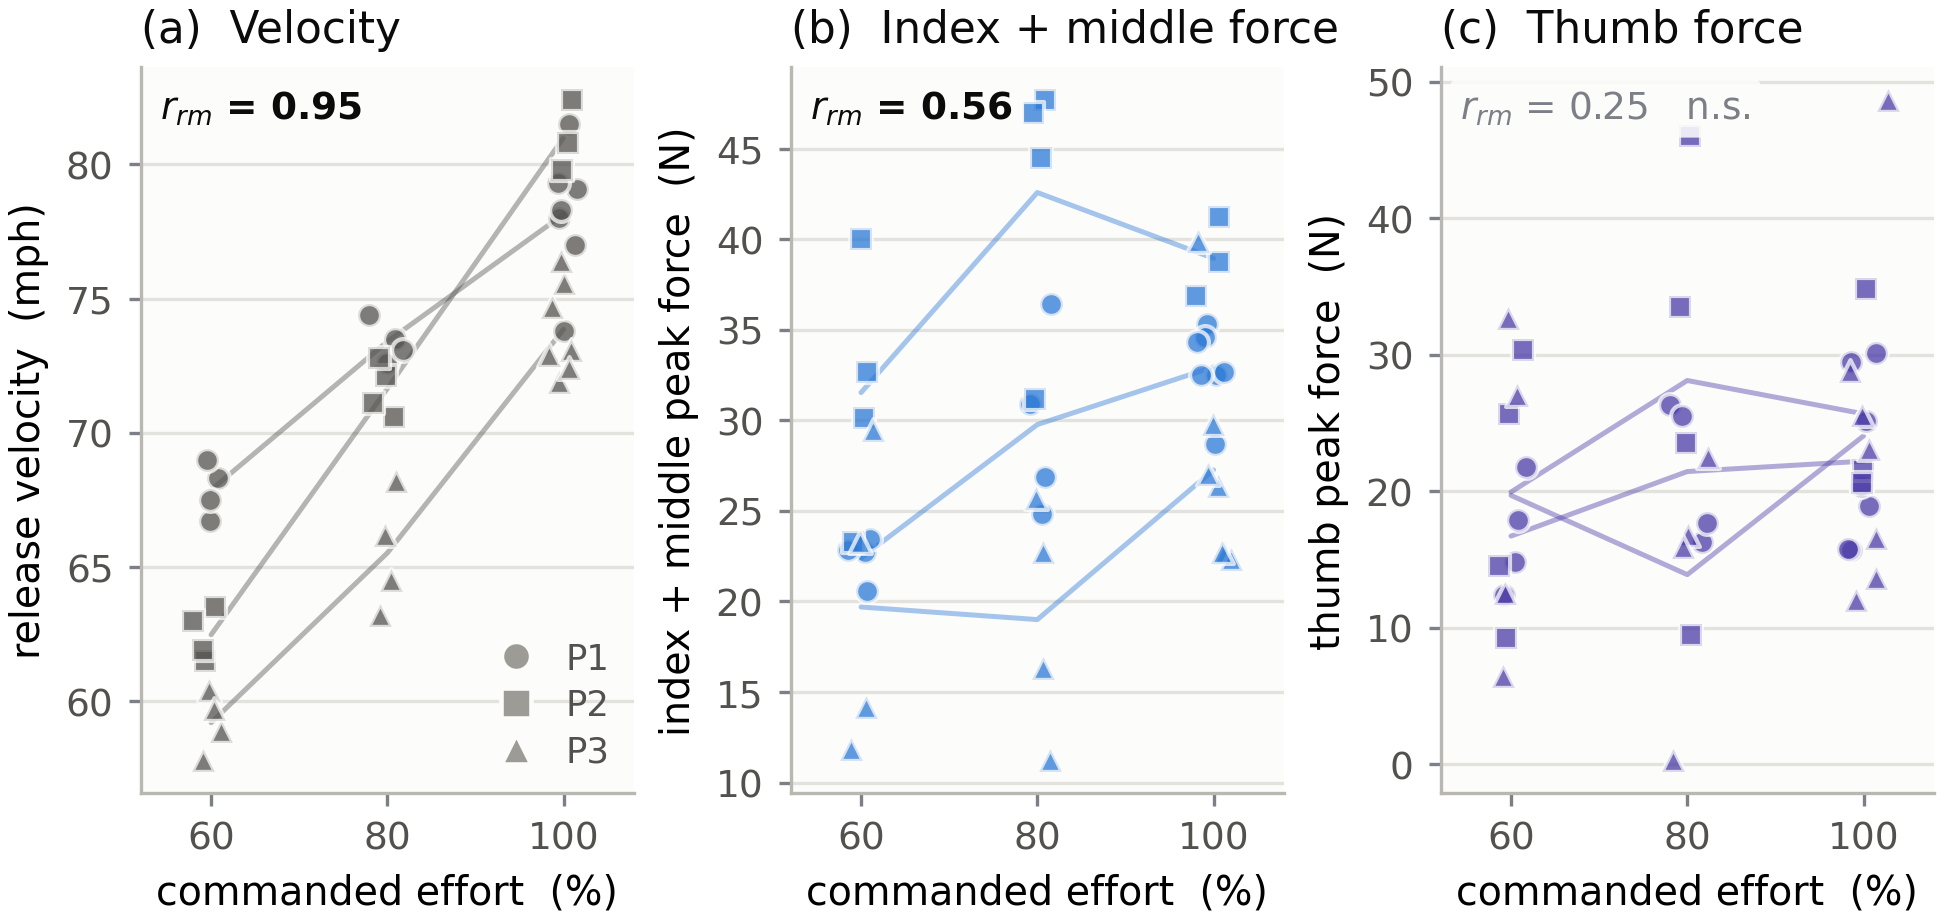 (a)  Velocity
r_rm = 0.95
release velocity  (mph)
80
75
70
65
60
P1
P2
P3
60
80
100
commanded effort  (%)
(b)  Index + middle force
r_rm = 0.56
index + middle peak force  (N)
45
40
35
30
25
20
15
10
60
80
100
commanded effort  (%)
(c)  Thumb force
r_rm = 0.25   n.s.
thumb peak force  (N)
50
40
30
20
10
0
60
80
100
commanded effort  (%)